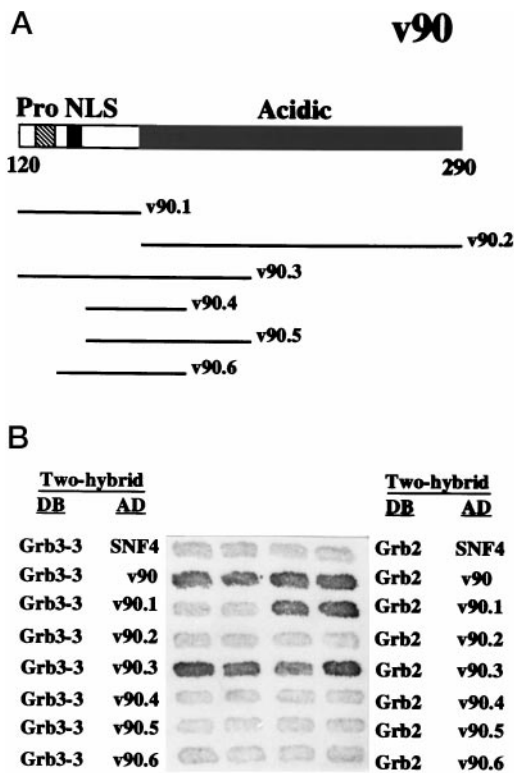 A
v90
Pro NLS Acidic
120 290
v90.1
v90.2
v90.3
v90.4
v90.5
v90.6
B
Two-hybrid Two-hybrid
DB AD DB AD
Grb3-3 SNF4 Grb2 SNF4
Grb3-3 v90 Grb2 v90
Grb3-3 v90.1 Grb2 v90.1
Grb3-3 v90.2 Grb2 v90.2
Grb3-3 v90.3 Grb2 v90.3
Grb3-3 v90.4 Grb2 v90.4
Grb3-3 v90.5 Grb2 v90.5
Grb3-3 v90.6 Grb2 v90.6